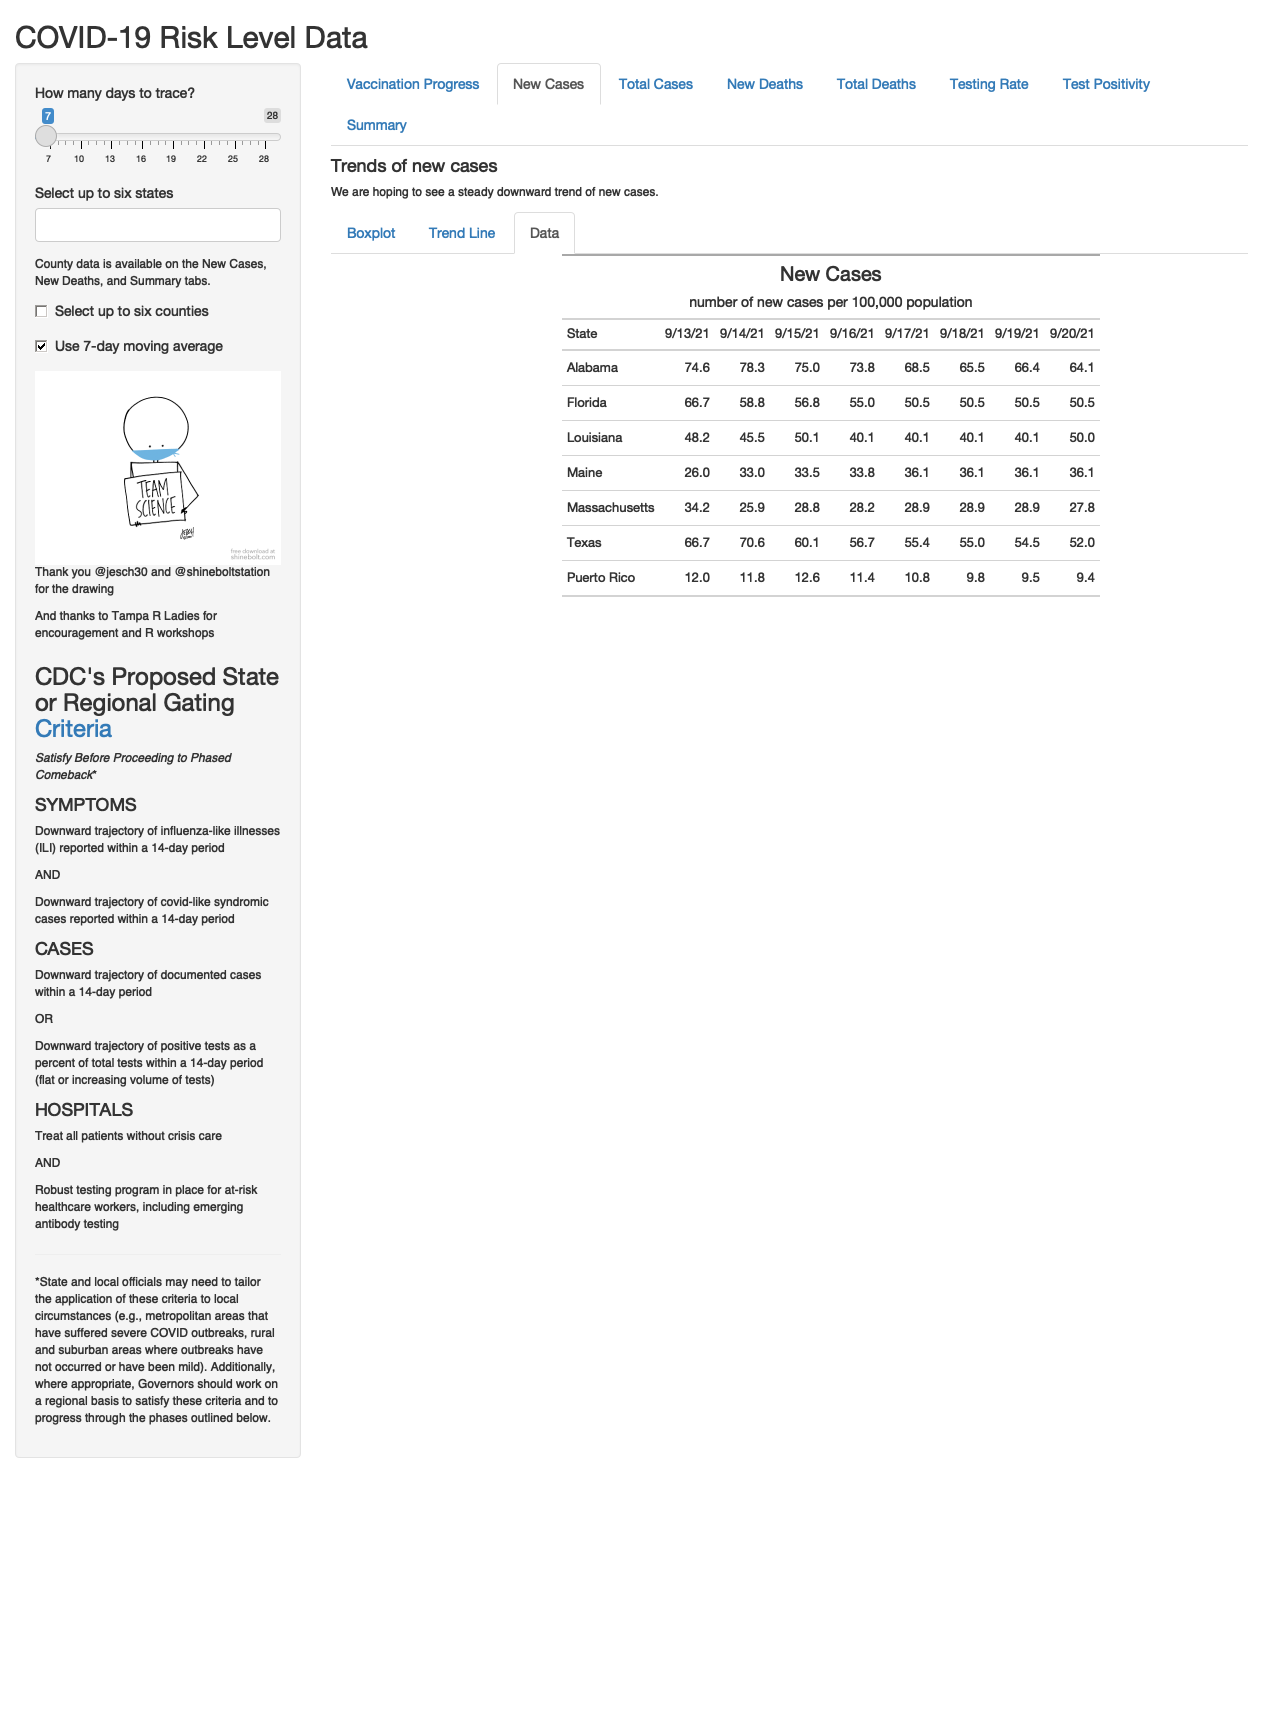 COVID-19 Risk Level Data
How many days to trace?
7 28
7 10 13 16 19 22 25 28
Select up to six states
County data is available on the New Cases,
New Deaths, and Summary tabs.
Select up to six counties
Use 7-day moving average
TEAM
SCIENCE
free download at
shinebolt.com
Thank you @jesch30 and @shineboltstation
for the drawing
And thanks to Tampa R Ladies for
encouragement and R workshops
CDC's Proposed State
or Regional Gating
Criteria
Satisfy Before Proceeding to Phased
Comeback*
SYMPTOMS
Downward trajectory of influenza-like illnesses
(ILI) reported within a 14-day period
AND
Downward trajectory of covid-like syndromic
cases reported within a 14-day period
CASES
Downward trajectory of documented cases
within a 14-day period
OR
Downward trajectory of positive tests as a
percent of total tests within a 14-day period
(flat or increasing volume of tests)
HOSPITALS
Treat all patients without crisis care
AND
Robust testing program in place for at-risk
healthcare workers, including emerging
antibody testing
*State and local officials may need to tailor
the application of these criteria to local
circumstances (e.g., metropolitan areas that
have suffered severe COVID outbreaks, rural
and suburban areas where outbreaks have
not occurred or have been mild). Additionally,
where appropriate, Governors should work on
a regional basis to satisfy these criteria and to
progress through the phases outlined below.
Vaccination Progress New Cases Total Cases New Deaths Total Deaths Testing Rate Test Positivity
Summary
Trends of new cases
We are hoping to see a steady downward trend of new cases.
Boxplot Trend Line Data
New Cases
number of new cases per 100,000 population
State 9/13/21 9/14/21 9/15/21 9/16/21 9/17/21 9/18/21 9/19/21 9/20/21
Alabama 74.6 78.3 75.0 73.8 68.5 65.5 66.4 64.1
Florida 66.7 58.8 56.8 55.0 50.5 50.5 50.5 50.5
Louisiana 48.2 45.5 50.1 40.1 40.1 40.1 40.1 50.0
Maine 26.0 33.0 33.5 33.8 36.1 36.1 36.1 36.1
Massachusetts 34.2 25.9 28.8 28.2 28.9 28.9 28.9 27.8
Texas 66.7 70.6 60.1 56.7 55.4 55.0 54.5 52.0
Puerto Rico 12.0 11.8 12.6 11.4 10.8 9.8 9.5 9.4